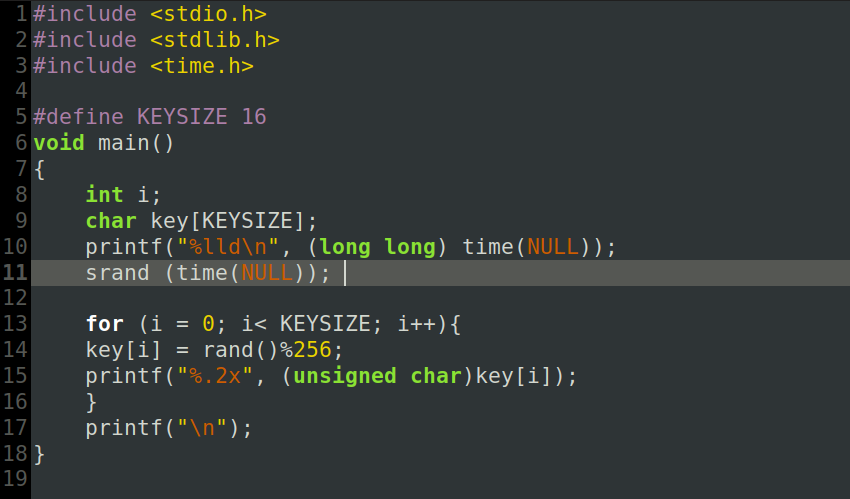 1 #include <stdio.h>
2 #include <stdlib.h>
3 #include <time.h>
4
5 #define KEYSIZE 16
6 void main()
7 {
8     int i;
9     char key[KEYSIZE];
10     printf("%lld\n", (long long) time(NULL));
11     srand (time(NULL));
12
13     for (i = 0; i< KEYSIZE; i++){
14     key[i] = rand()%256;
15     printf("%.2x", (unsigned char)key[i]);
16     }
17     printf("\n");
18 }
19